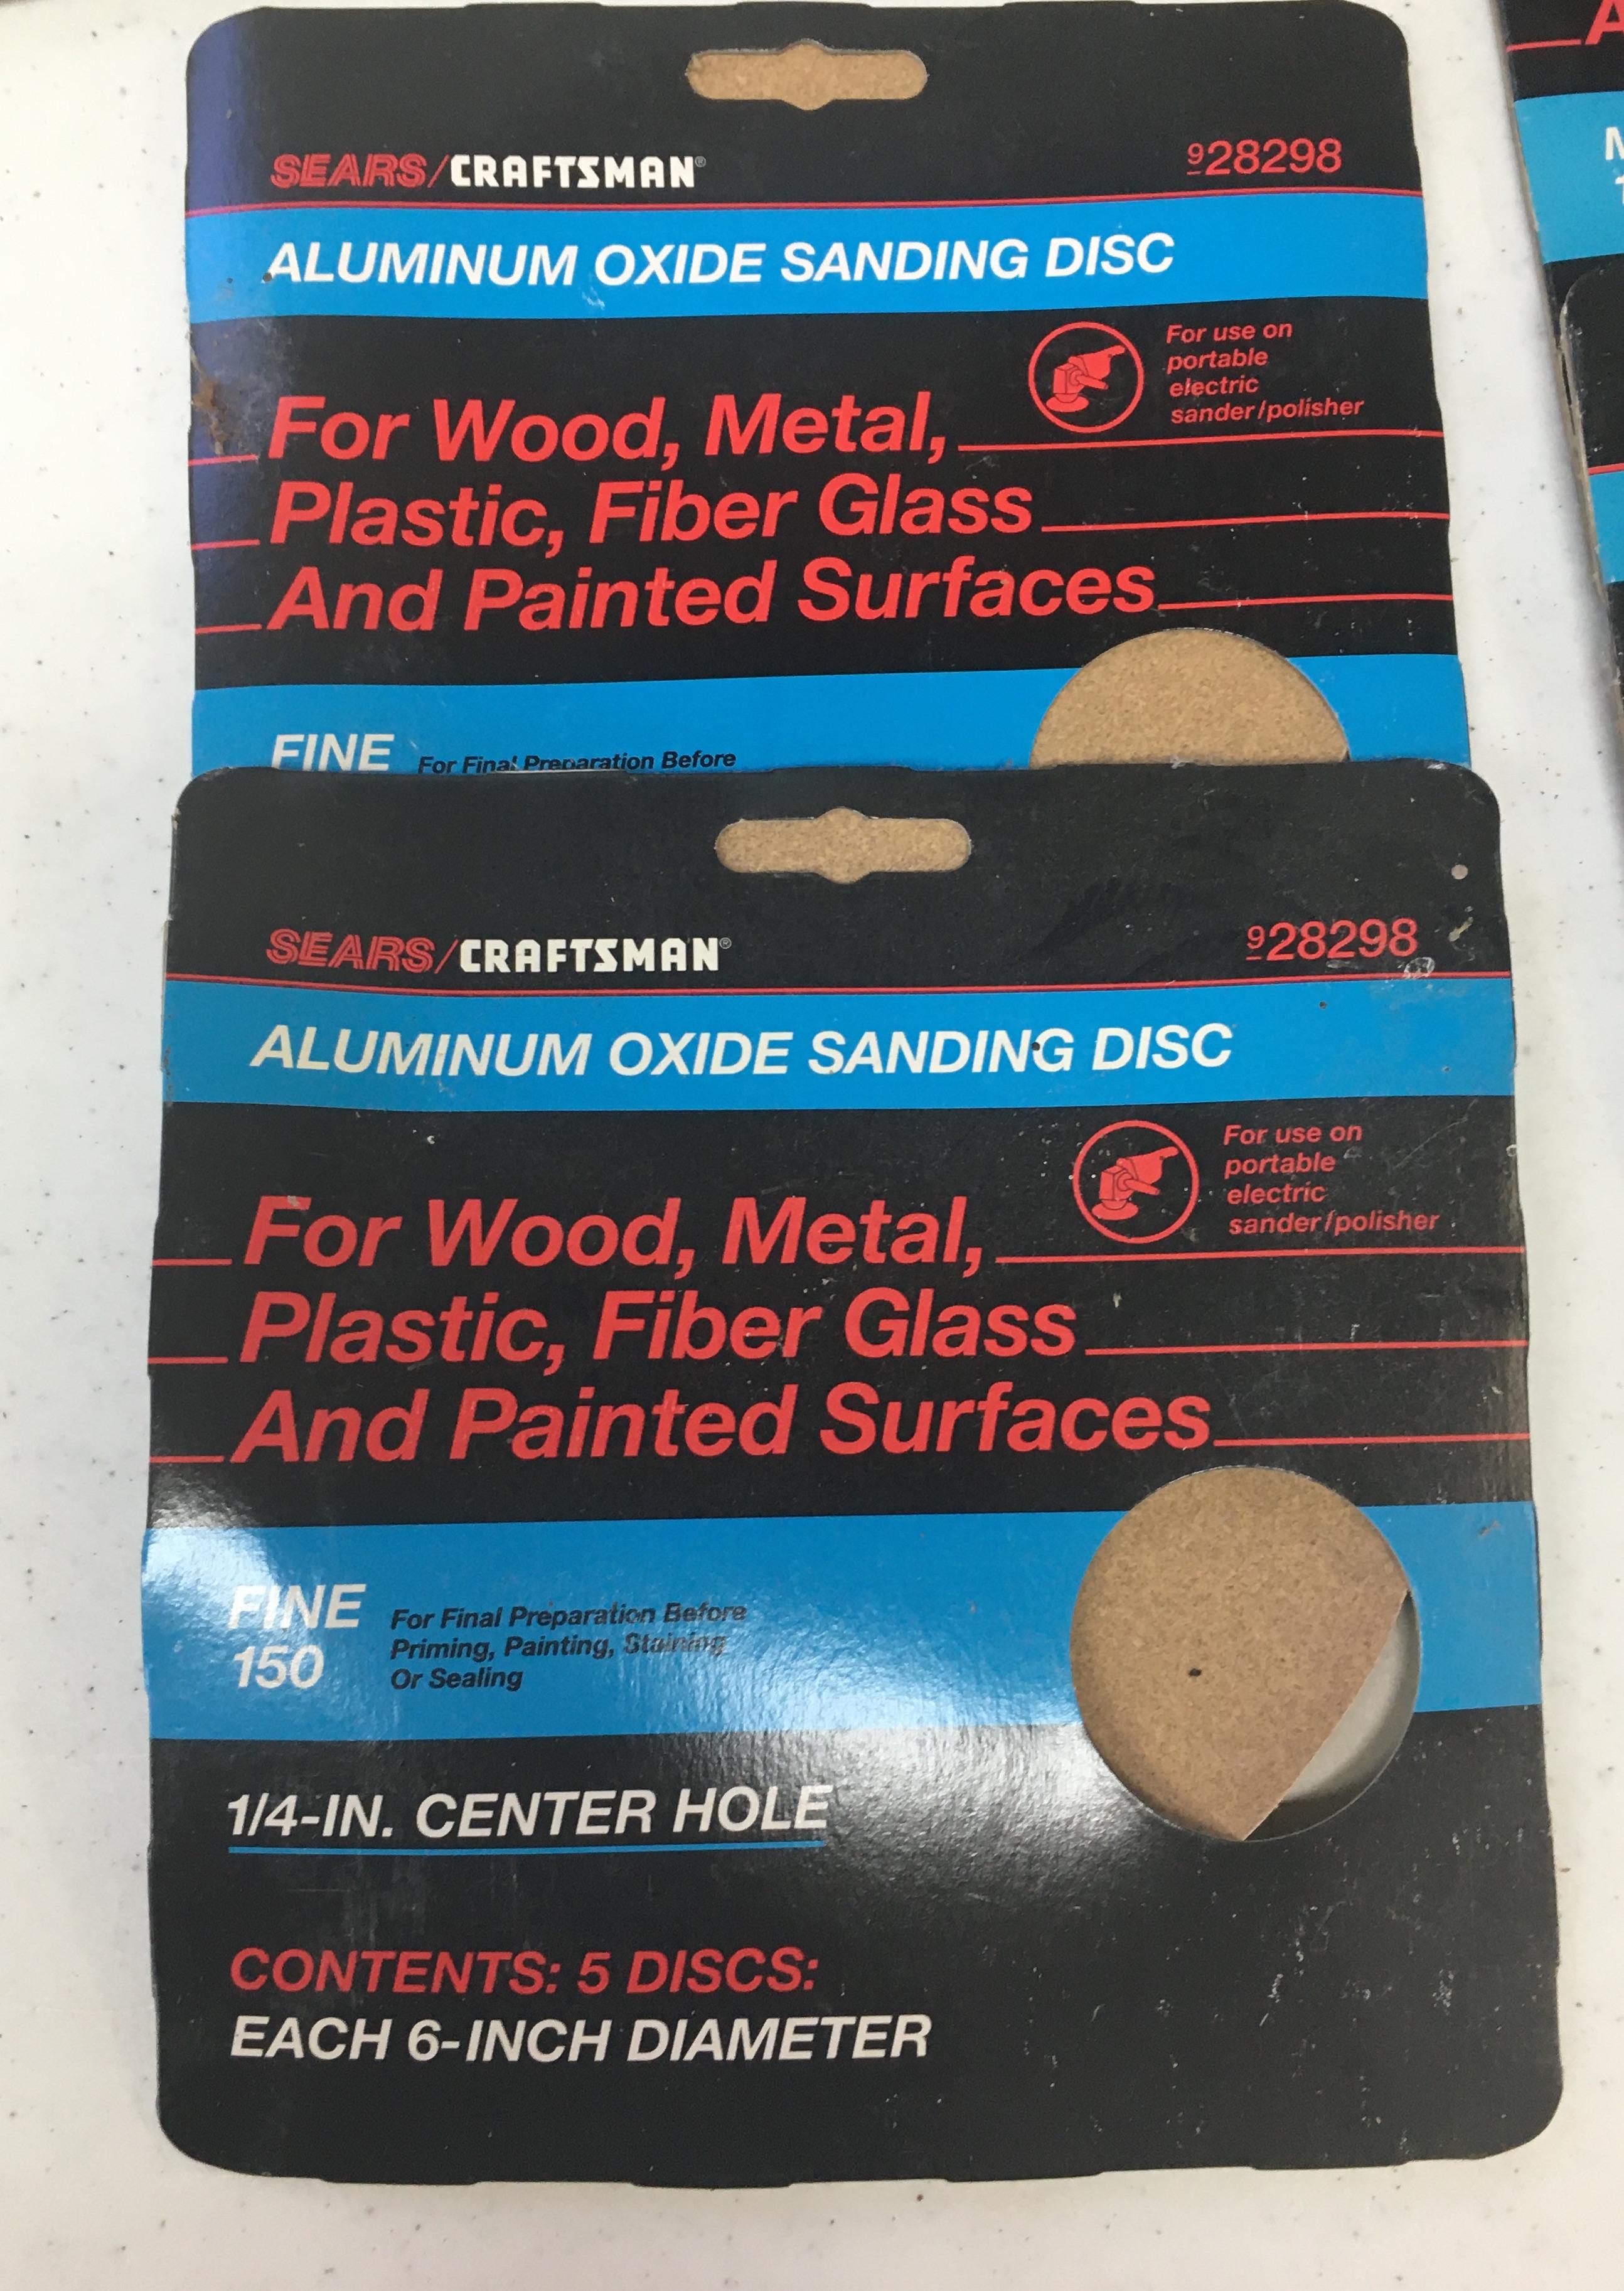 SEARS/CRAFTSMAN® 928298
ALUMINUM OXIDE SANDING DISC
For use on
portable
electric
sander/polisher
For Wood, Metal,
Plastic, Fiber Glass
And Painted Surfaces
FINE For Final Preparation Before
SEARS/CRAFTSMAN® 928298
ALUMINUM OXIDE SANDING DISC
For use on
portable
electric
sander/polisher
For Wood, Metal,
Plastic, Fiber Glass
And Painted Surfaces
FINE
150
For Final Preparation Before
Priming, Painting, Staining
Or Sealing
1/4-IN. CENTER HOLE
CONTENTS: 5 DISCS:
EACH 6-INCH DIAMETER